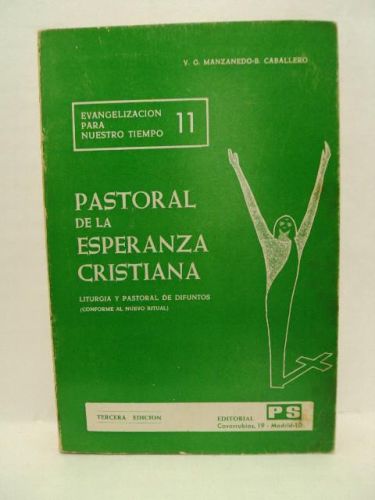 V. G. MANZANEDO-B. CABALLERO
EVANGELIZACION
PARA
NUESTRO TIEMPO
11
PASTORAL
DE LA
ESPERANZA
CRISTIANA
LITURGIA Y PASTORAL DE DIFUNTOS
(CONFORME AL NUEVO RITUAL)
TERCERA EDICION
EDITORIAL PS
Covarrubias, 19 - Madrid-10